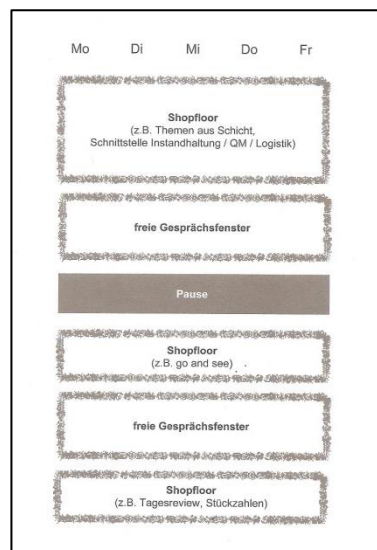 Mo Di Mi Do Fr
Shopfloor
(z.B. Themen aus Schicht,
Schnittstelle Instandhaltung / QM / Logistik)
freie Gesprächsfenster
Pause
Shopfloor
(z.B. go and see)
freie Gesprächsfenster
Shopfloor
(z.B. Tagesreview, Stückzahlen)